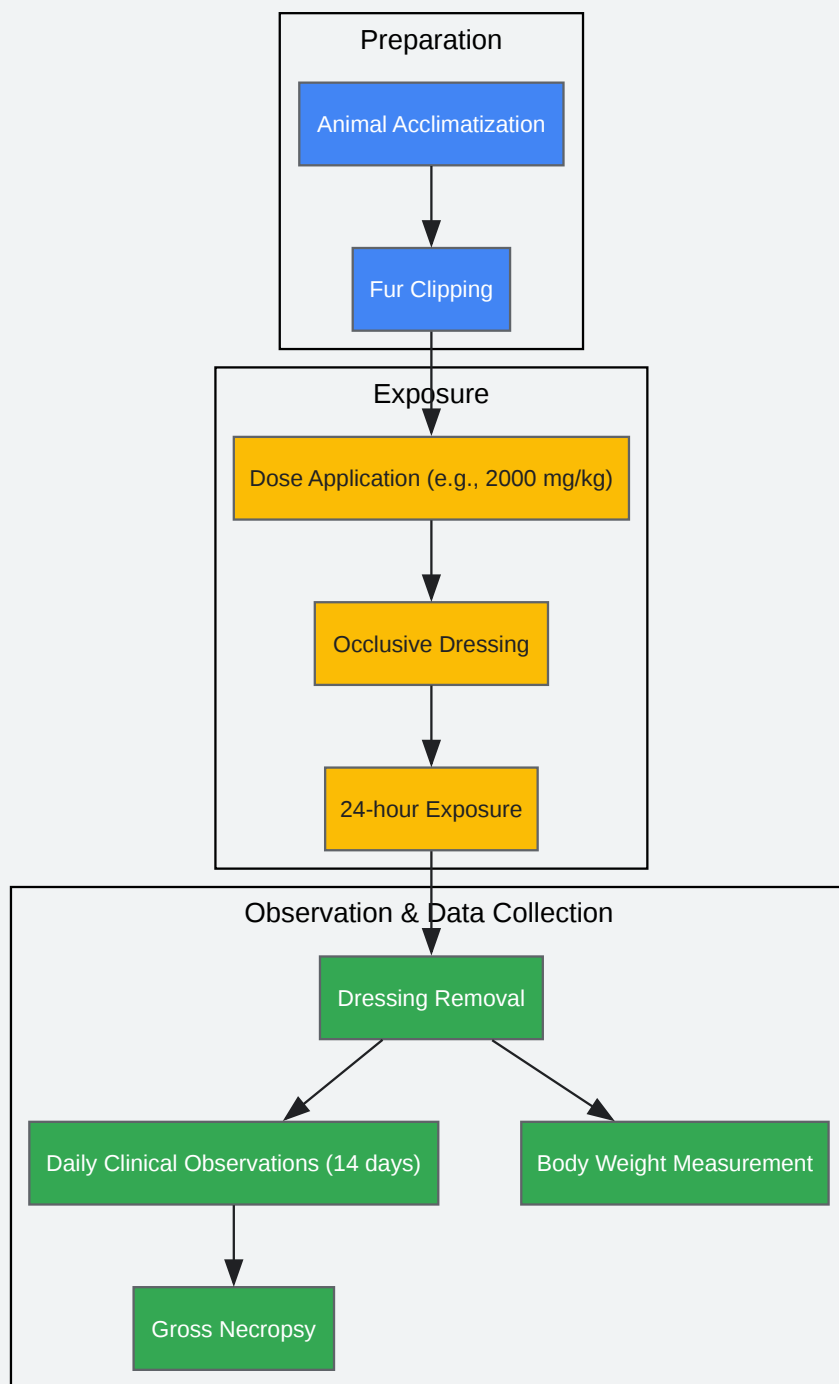 Preparation
Animal Acclimatization
Fur Clipping
Exposure
Dose Application (e.g., 2000 mg/kg)
Occlusive Dressing
24-hour Exposure
Observation & Data Collection
Dressing Removal
Daily Clinical Observations (14 days)
Body Weight Measurement
Gross Necropsy